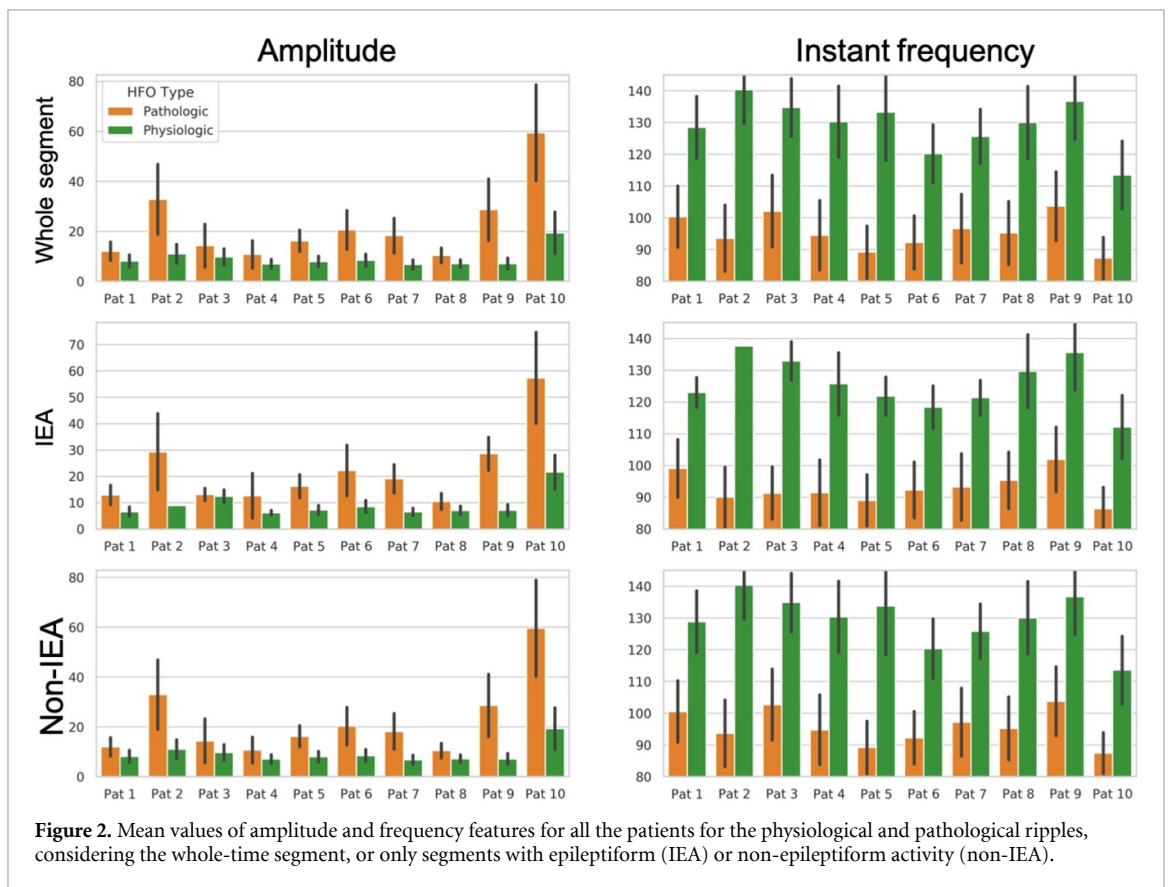 Amplitude
Instant frequency
Whole segment
80
60
40
20
0
HFO Type
Pathologic
Physiologic
Pat 1 Pat 2 Pat 3 Pat 4 Pat 5 Pat 6 Pat 7 Pat 8 Pat 9 Pat 10
140
130
120
110
100
90
80
Pat 1 Pat 2 Pat 3 Pat 4 Pat 5 Pat 6 Pat 7 Pat 8 Pat 9 Pat 10
IEA
70
60
50
40
30
20
10
0
Pat 1 Pat 2 Pat 3 Pat 4 Pat 5 Pat 6 Pat 7 Pat 8 Pat 9 Pat 10
140
130
120
110
100
90
80
Pat 1 Pat 2 Pat 3 Pat 4 Pat 5 Pat 6 Pat 7 Pat 8 Pat 9 Pat 10
Non-IEA
80
60
40
20
0
Pat 1 Pat 2 Pat 3 Pat 4 Pat 5 Pat 6 Pat 7 Pat 8 Pat 9 Pat 10
140
130
120
110
100
90
80
Pat 1 Pat 2 Pat 3 Pat 4 Pat 5 Pat 6 Pat 7 Pat 8 Pat 9 Pat 10
Figure 2. Mean values of amplitude and frequency features for all the patients for the physiological and pathological ripples,
considering the whole-time segment, or only segments with epileptiform (IEA) or non-epileptiform activity (non-IEA).